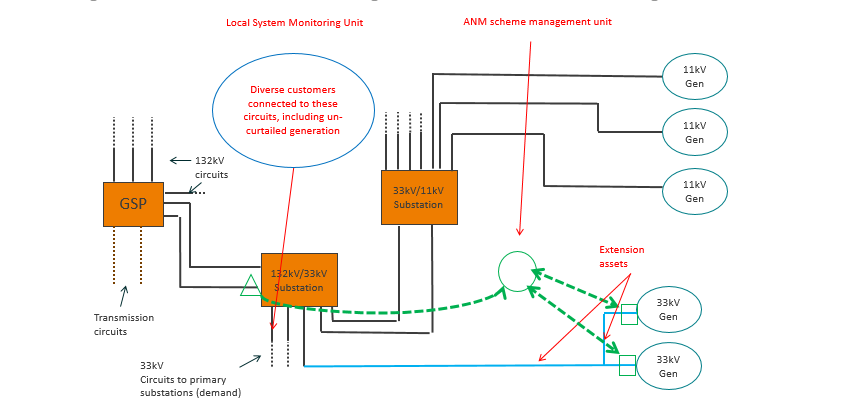 Local System Monitoring Unit
ANM scheme management unit
Diverse customers
connected to these
circuits, including un-
curtailed generation
11kV
Gen
11kV
Gen
11kV
Gen
132kV
circuits
GSP
33kV/11kV
Substation
132kV/33kV
Substation
Extension
assets
33kV
Gen
33kV
Gen
Transmission
circuits
33kV
Circuits to primary
substations (demand)